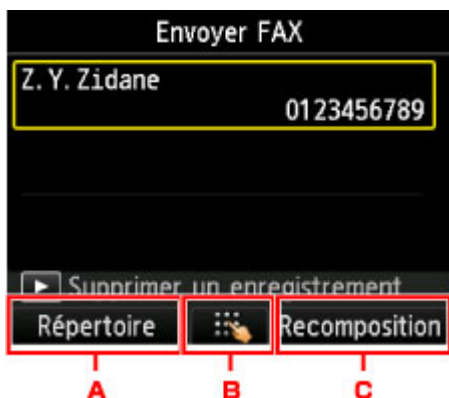 Envoyer FAX
Z. Y. Zidane
0123456789
Supprimer un enregistrement
Répertoire Recomposition
A B C